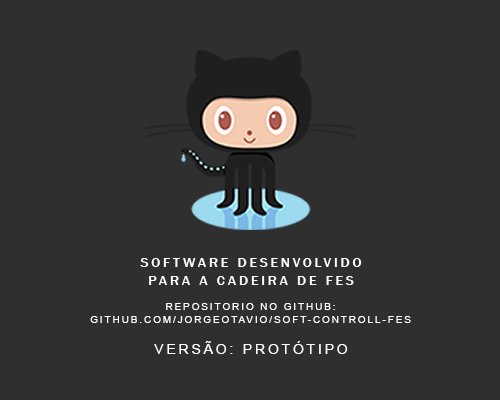 SOFTWARE DESENVOLVIDO
PARA A CADEIRA DE FES
REPOSITORIO NO GITHUB:
GITHUB.COM/JORGEOTAVIO/SOFT-CONTROLL-FES
VERSÃO: PROTÓTIPO